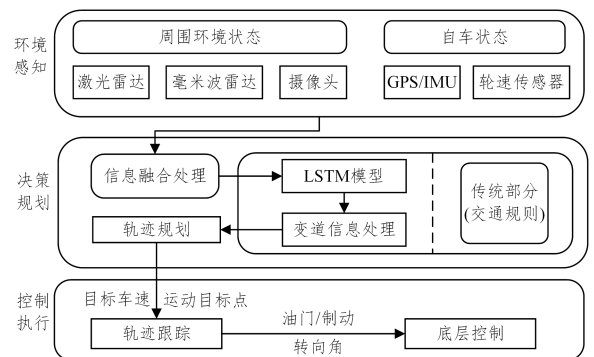 环境
感知
周围环境状态
自车状态
激光雷达
毫米波雷达
摄像头
GPS/IMU
轮速传感器
决策
规划
信息融合处理
LSTM模型
传统部分
(交通规则)
轨迹规划
变道信息处理
控制
执行
目标车速
运动目标点
轨迹跟踪
油门/制动
转向角
底层控制